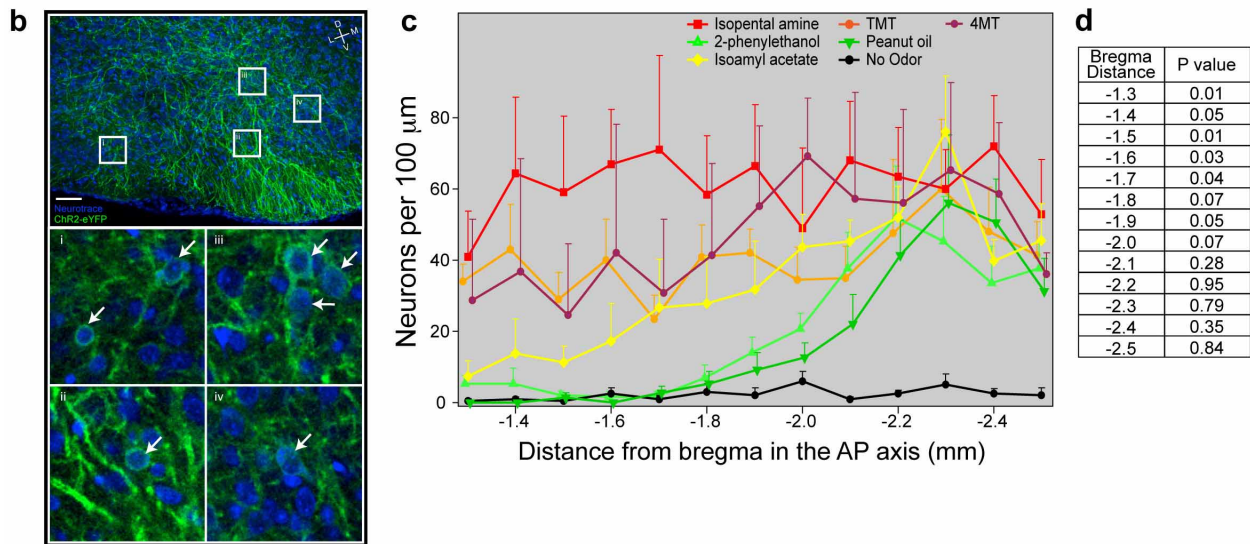 b
D
L M
V
i
ii
iii
iv
Neurotrace
ChR2-eYFP
i
iii
ii
iv
c
Isopental amine
2-phenylethanol
Isoamyl acetate
TMT
Peanut oil
No Odor
4MT
Neurons per 100 μm
80
60
40
20
0
-1.4 -1.6 -1.8 -2.0 -2.2 -2.4
Distance from bregma in the AP axis (mm)
d
Bregma Distance P value
-1.3 0.01
-1.4 0.05
-1.5 0.01
-1.6 0.03
-1.7 0.04
-1.8 0.07
-1.9 0.05
-2.0 0.07
-2.1 0.28
-2.2 0.95
-2.3 0.79
-2.4 0.35
-2.5 0.84